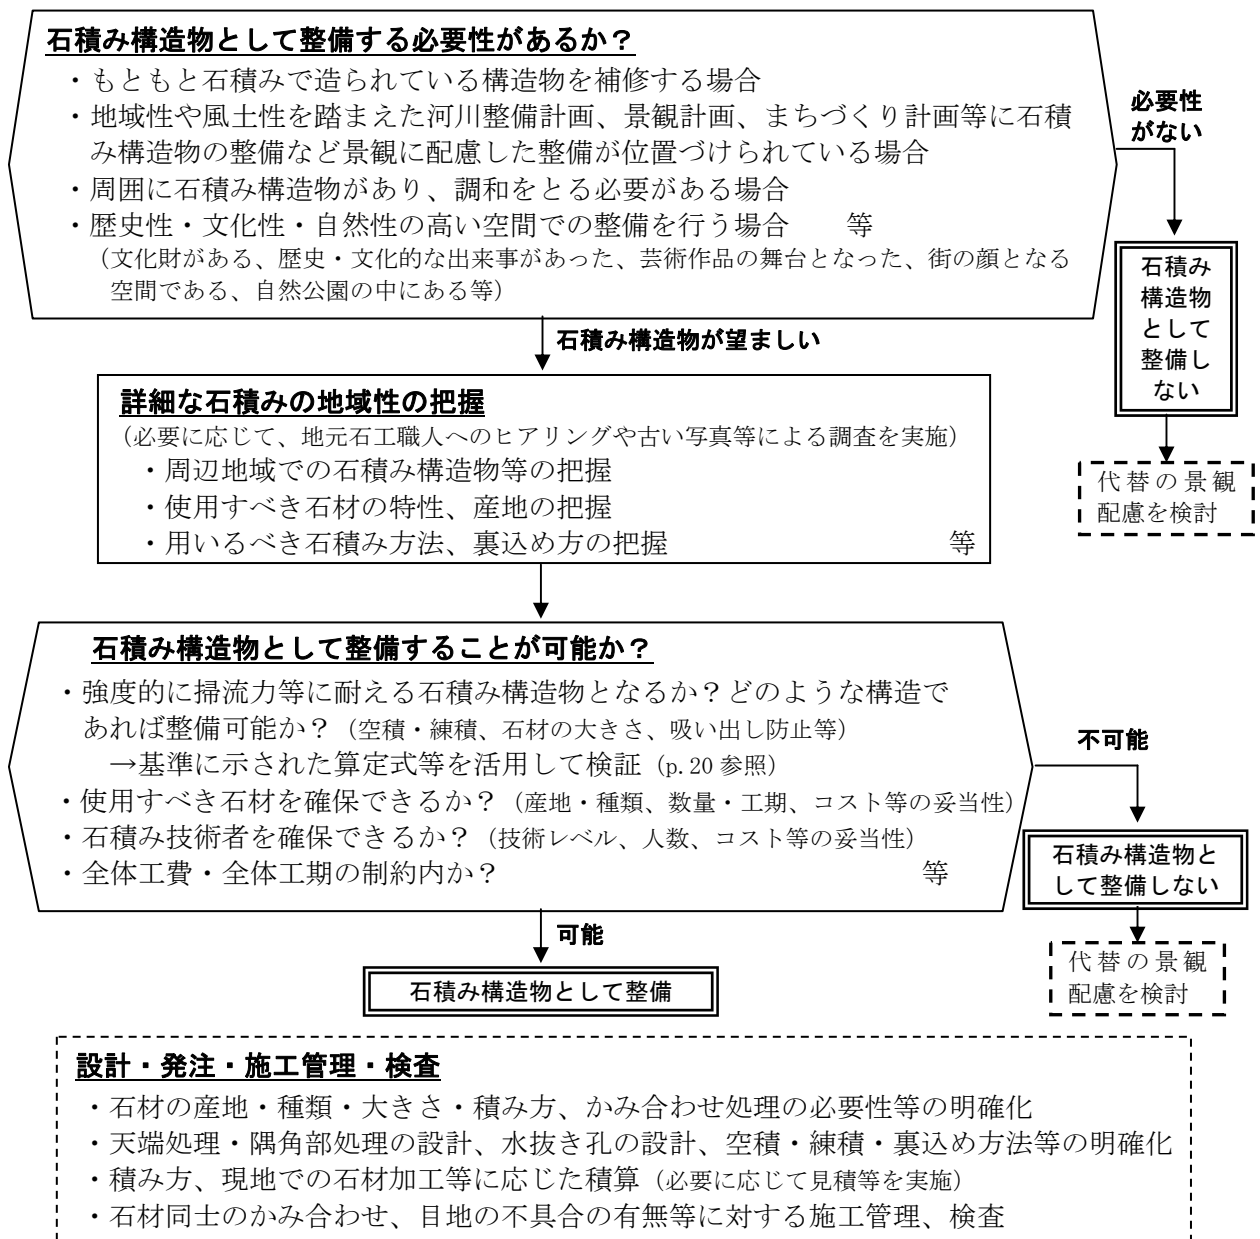 石積み構造物として整備する必要性があるか？
・もともと石積みで造られている構造物を補修する場合
・地域性や風土性を踏まえた河川整備計画、景観計画、まちづくり計画等に石積
み構造物の整備など景観に配慮した整備が位置づけられている場合
・周囲に石積み構造物があり、調和をとる必要がある場合
・歴史性・文化性・自然性の高い空間での整備を行う場合　　等
（文化財がある、歴史・文化的な出来事があった、芸術作品の舞台となった、街の顔となる
空間である、自然公園の中にある等）
必要性
がない
石積み
構造物
として
整備し
ない
代替の景観
配慮を検討
石積み構造物が望ましい
詳細な石積みの地域性の把握
（必要に応じて、地元石工職人へのヒアリングや古い写真等による調査を実施）
・周辺地域での石積み構造物等の把握
・使用すべき石材の特性、産地の把握
・用いるべき石積み方法、裏込め方の把握　　等
石積み構造物として整備することが可能か？
・強度的に掃流力等に耐える石積み構造物となるか？どのような構造で
あれば整備可能か？（空積・練積、石材の大きさ、吸い出し防止等）
→基準に示された算定式等を活用して検証（p.20 参照）
・使用すべき石材を確保できるか？（産地・種類、数量・工期、コスト等の妥当性）
・石積み技術者を確保できるか？（技術レベル、人数、コスト等の妥当性）
・全体工費・全体工期の制約内か？　　等
不可能
石積み構造物と
して整備しない
代替の景観
配慮を検討
可能
石積み構造物として整備
設計・発注・施工管理・検査
・石材の産地・種類・大きさ・積み方、かみ合わせ処理の必要性等の明確化
・天端処理・隅角部処理の設計、水抜き孔の設計、空積・練積・裏込め方法等の明確化
・積み方、現地での石材加工等に応じた積算（必要に応じて見積等を実施）
・石材同士のかみ合わせ、目地の不具合の有無等に対する施工管理、検査